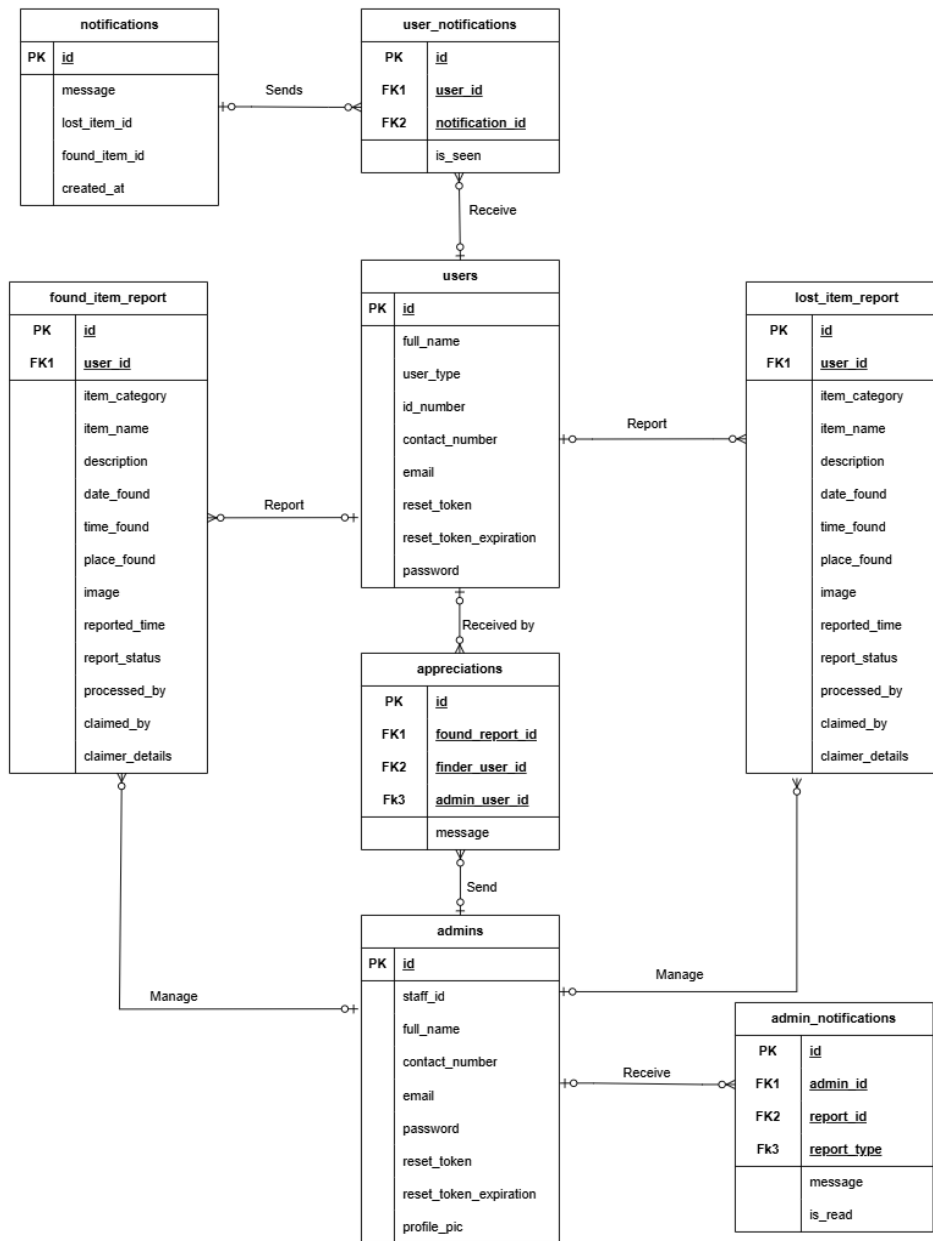 notifications
PK id
message
lost_item_id
found_item_id
created_at
Sends
user_notifications
PK id
FK1 user_id
FK2 notification_id
is_seen
Receive
found_item_report
PK id
FK1 user_id
item_category
item_name
description
date_found
time_found
place_found
image
reported_time
report_status
processed_by
claimed_by
claimer_details
Report
users
PK id
full_name
user_type
id_number
contact_number
email
reset_token
reset_token_expiration
password
Report
lost_item_report
PK id
FK1 user_id
item_category
item_name
description
date_found
time_found
place_found
image
reported_time
report_status
processed_by
claimed_by
claimer_details
Received by
appreciations
PK id
FK1 found_report_id
FK2 finder_user_id
Fk3 admin_user_id
message
Send
Manage
admins
PK id
staff_id
full_name
contact_number
email
password
reset_token
reset_token_expiration
profile_pic
Manage
Receive
admin_notifications
PK id
FK1 admin_id
FK2 report_id
Fk3 report_type
message
is_read